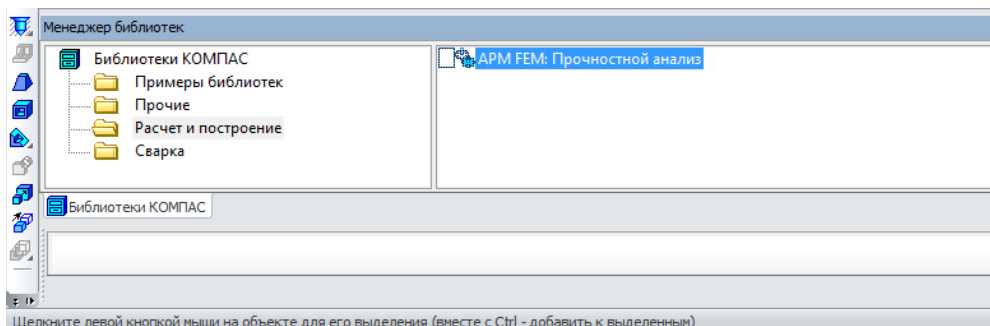 Менеджер библиотек
Библиотеки КОМПАС
Примеры библиотек
Прочие
Расчет и построение
Сварка
APM FEM: Прочностной анализ
Библиотеки КОМПАС
Щелкните левой кнопкой мыши на объекте для его выделения (вместе с Ctrl - добавить к выделенным)